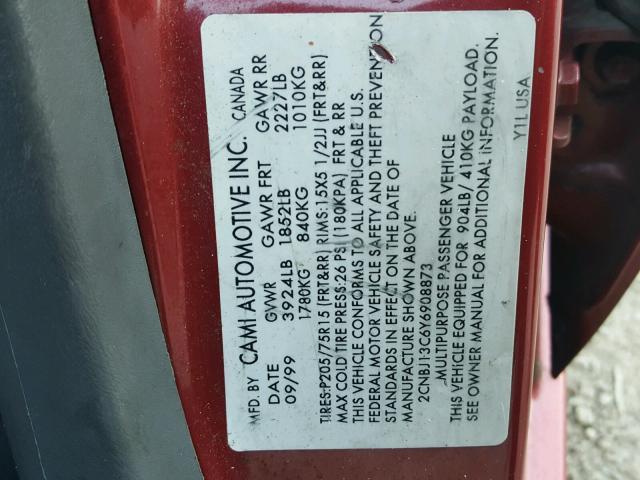 MFD. BY CAMI AUTOMOTIVE INC. CANADA
DATE GVWR GAWR FRT GAWR RR
09/99 3924LB 1852LB 2227LB
1780KG 840KG 1010KG
TIRES:P205/75R15 (FRT&RR) RIMS:15X5 1/2JJ (FRT&RR)
MAX COLD TIRE PRESS:26 PSI (180KPA) FRT & RR
THIS VEHICLE CONFORMS TO ALL APPLICABLE U.S.
FEDERAL MOTOR VEHICLE SAFETY AND THEFT PREVENTION
STANDARDS IN EFFECT ON THE DATE OF
MANUFACTURE SHOWN ABOVE.
2CNBJ13C6Y6908873
MULTIPURPOSE PASSENGER VEHICLE
THIS VEHICLE EQUIPPED FOR 904LB/ 410KG PAYLOAD.
SEE OWNER MANUAL FOR ADDITIONAL INFORMATION.
Y1L USA